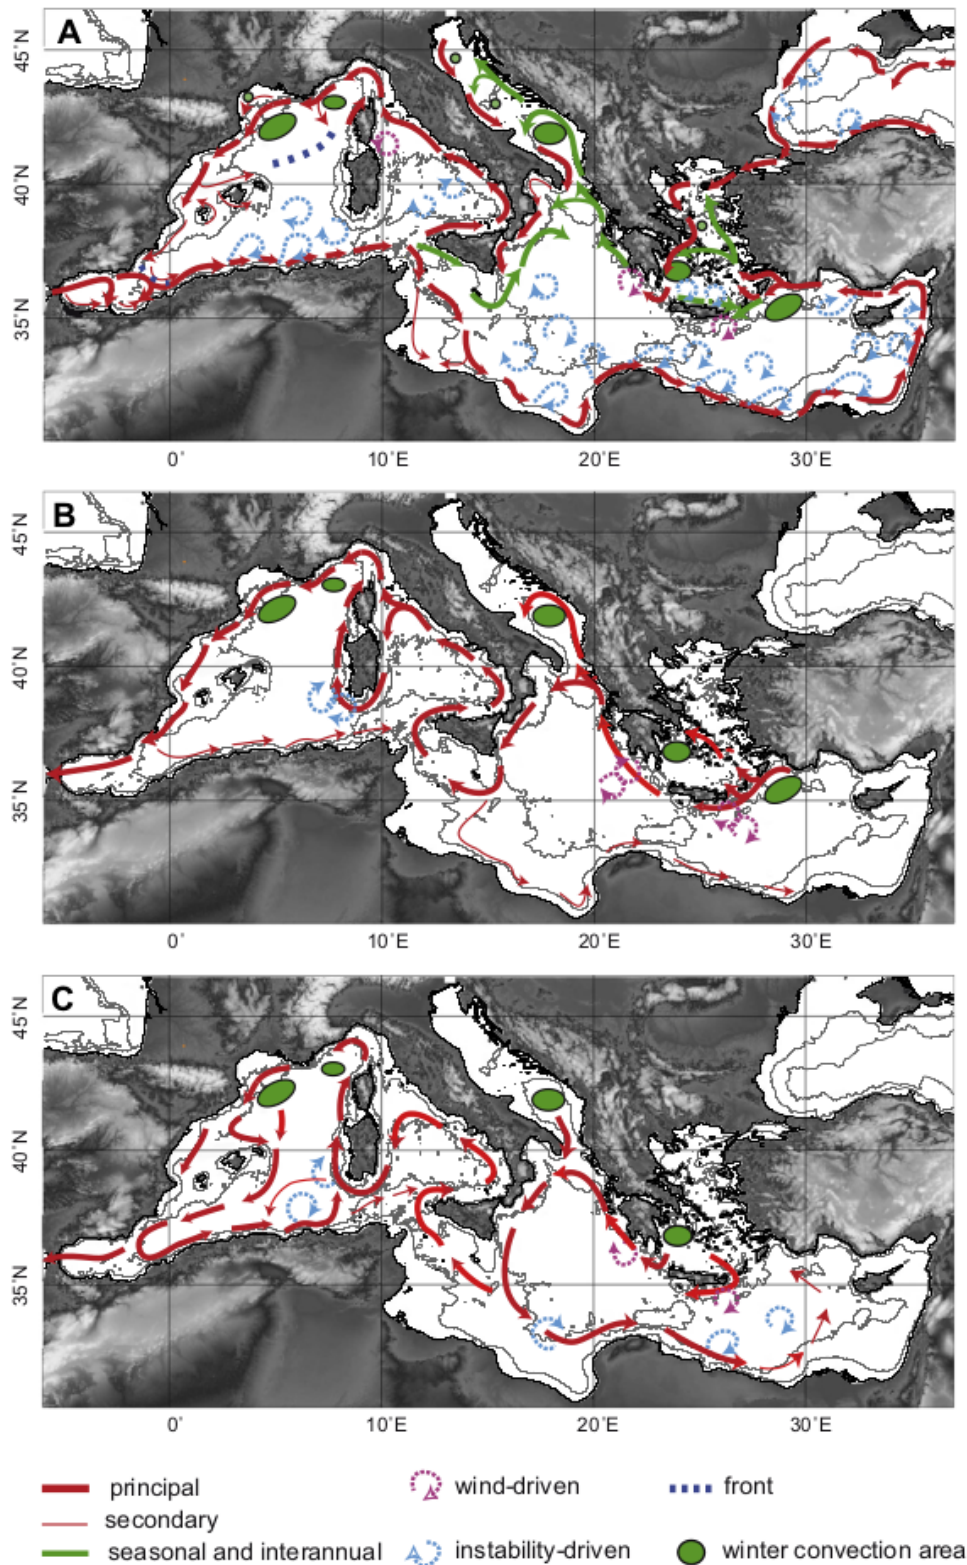 A
45°N
40°N
35°N
0°
10°E
20°E
30°E
B
45°N
40°N
35°N
0°
10°E
20°E
30°E
C
45°N
40°N
35°N
0°
10°E
20°E
30°E
principal
wind-driven
front
secondary
seasonal and interannual
instability-driven
winter convection area